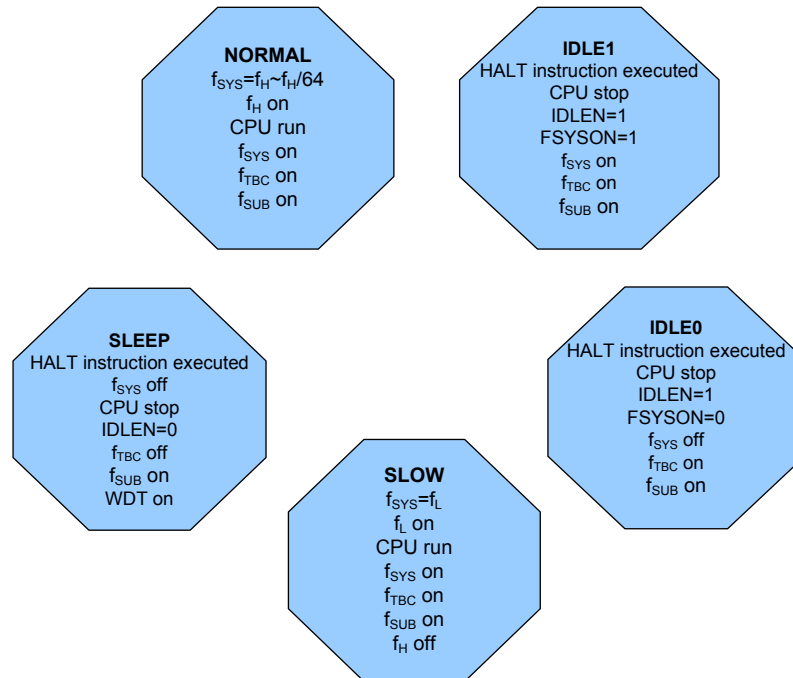 NORMAL
fSYS=fH~fH/64
fH on
CPU run
fSYS on
fTBC on
fSUB on
IDLE1
HALT instruction executed
CPU stop
IDLEN=1
FSYSON=1
fSYS on
fTBC on
fSUB on
SLEEP
HALT instruction executed
fSYS off
CPU stop
IDLEN=0
fTBC off
fSUB on
WDT on
IDLE0
HALT instruction executed
CPU stop
IDLEN=1
FSYSON=0
fSYS off
fTBC on
fSUB on
SLOW
fSYS=fL
fL on
CPU run
fSYS on
fTBC on
fSUB on
fH off